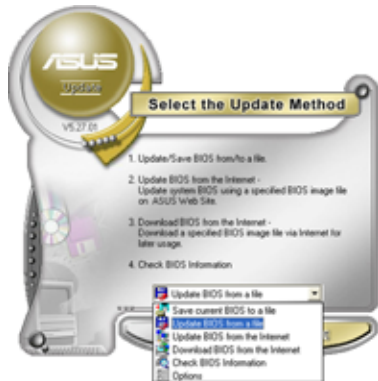 ASUS
Update
V5.27.01
Select the Update Method
1. Update/Save BIOS from/to a file.
2. Update BIOS from the Internet -
Update system BIOS using a specified BIOS image file
on ASUS Web Site.
3. Download BIOS from the Internet -
Download a specified BIOS image file via Internet for
later usage.
4. Check BIOS Information
Update BIOS from a file
Save current BIOS to a file
Update BIOS from a file
Update BIOS from the Internet
Download BIOS from the Internet
Check BIOS Information
Options